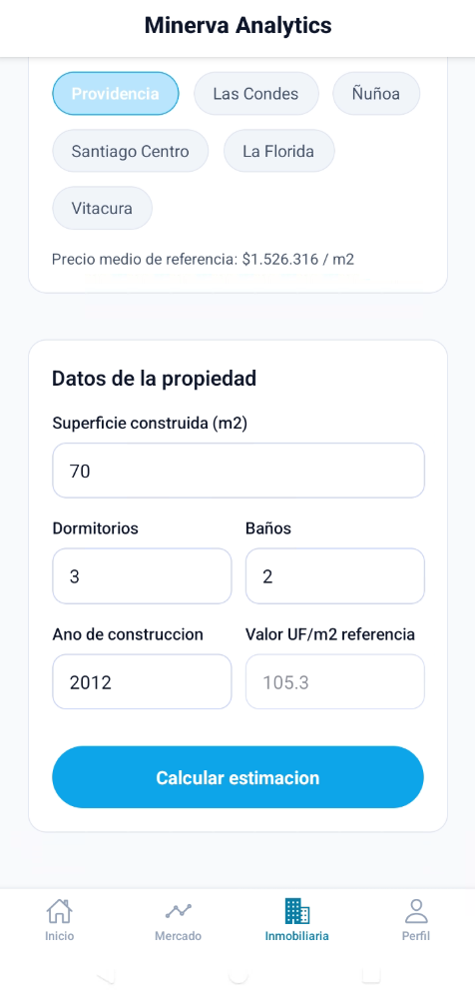 Minerva Analytics
Providencia
Las Condes
Ñuñoa
Santiago Centro
La Florida
Vitacura
Precio medio de referencia: $1.526.316 / m2
Datos de la propiedad
Superficie construida (m2)
70
Dormitorios
Baños
3
2
Ano de construccion
Valor UF/m2 referencia
2012
105.3
Calcular estimacion
Inicio
Mercado
Inmobiliaria
Perfil